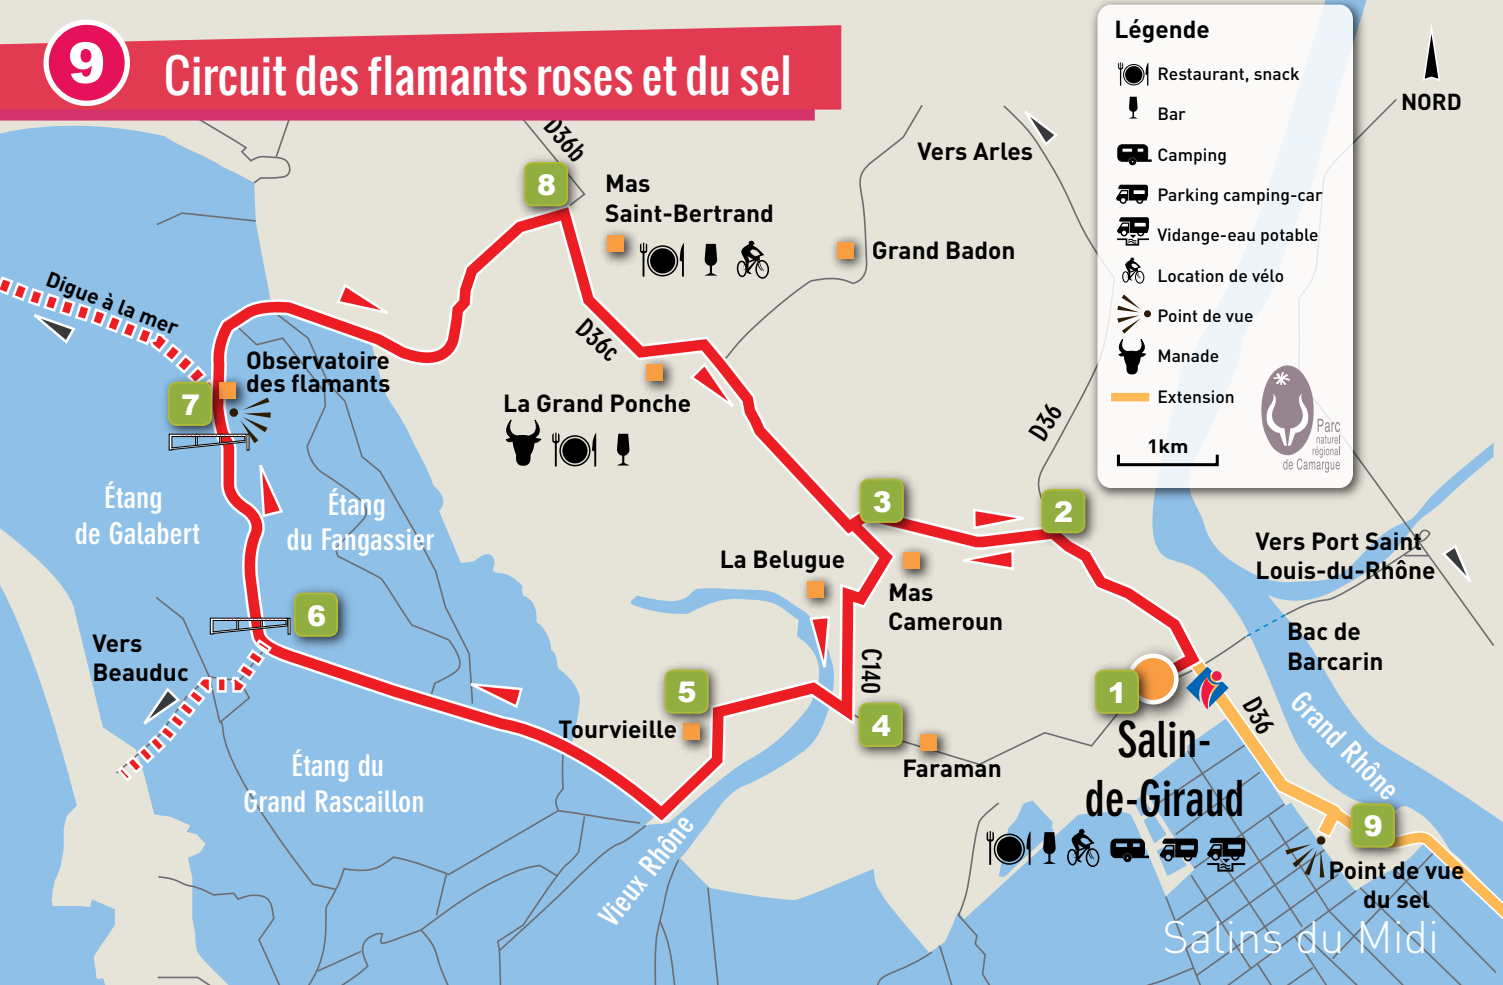 9
Circuit des flamants roses et du sel
Légende
Restaurant, snack
Bar
Camping
Parking camping-car
Vidange-eau potable
Location de vélo
Point de vue
Manade
Extension
1km
Parc
naturel
régional
de Camargue
NORD
D36b
8
Mas
Saint-Bertrand
Vers Arles
Grand Badon
Digue à la mer
Observatoire
des flamants
7
D36c
La Grand Ponche
D36
Étang
de Galabert
Étang
du Fangassier
3
2
Vers Port Saint
Louis-du-Rhône
La Belugue
Mas
Cameroun
6
Vers
Beauduc
Bac de
Barcarin
C140
5
Tourvieille
4
Faraman
1
Salin-
de-Giraud
D36
Grand Rhône
Étang du
Grand Rascaillon
Vieux Rhône
9
Point de vue
du sel
Salins du Midi